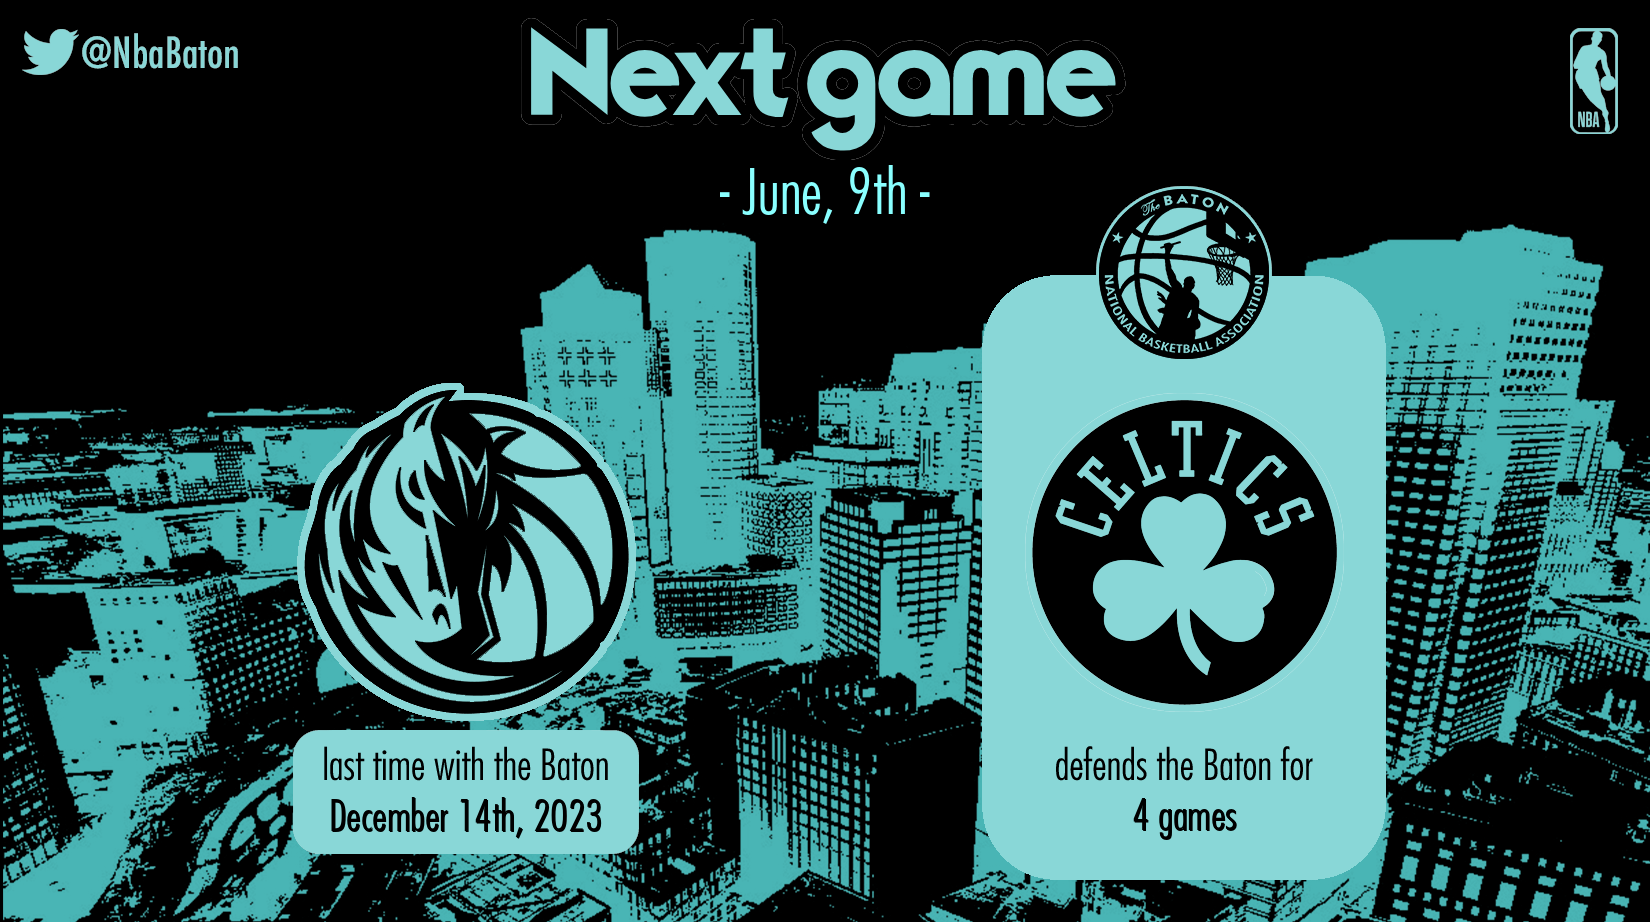 @NbaBaton
Next game
NBA
- June, 9th -
The BATON
NATIONAL BASKETBALL ASSOCIATION
CELTICS
last time with the Baton
December 14th, 2023
defends the Baton for
4 games